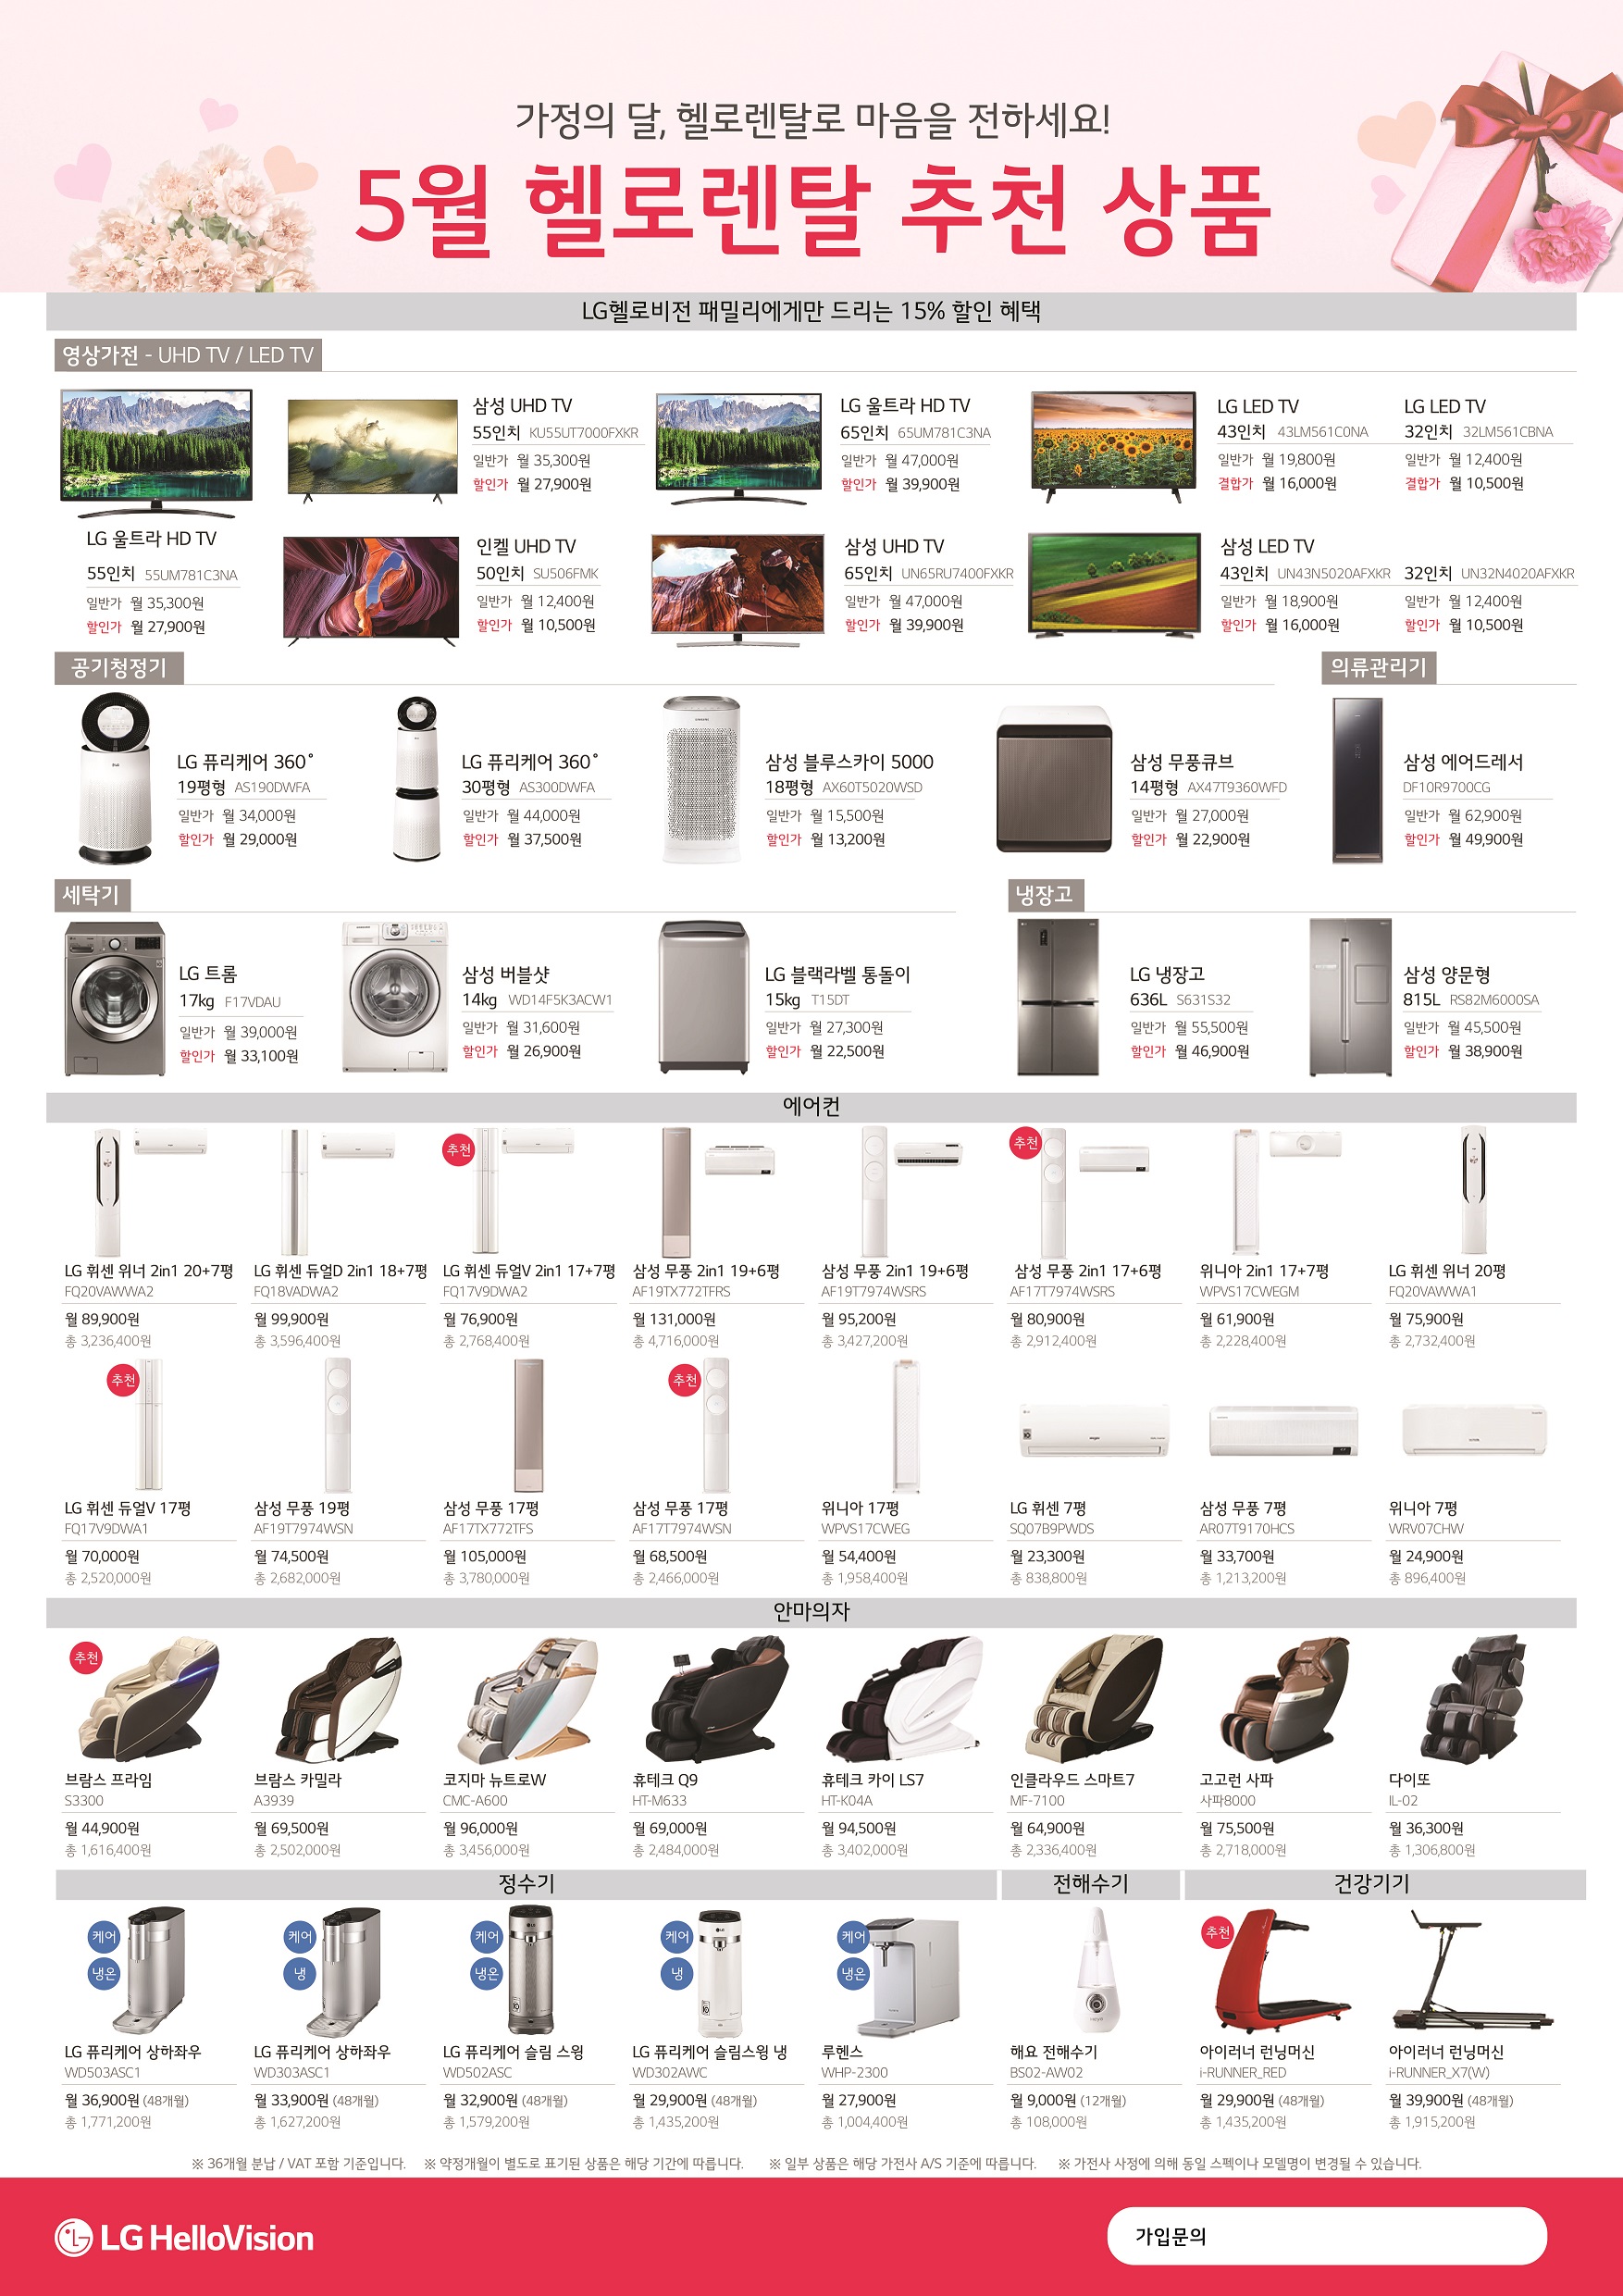 가정의 달, 헬로렌탈로 마음을 전하세요!
5월 헬로렌탈 추천 상품
LG헬로비전 패밀리에게만 드리는 15% 할인 혜택
영상가전 - UHD TV / LED TV
LG 울트라 HD TV
55인치 55UM781C3NA
일반가 월 35,300원
할인가 월 27,900원
삼성 UHD TV
55인치 KU55UT7000FXKR
일반가 월 35,300원
할인가 월 27,900원
LG 울트라 HD TV
65인치 65UM781C3NA
일반가 월 47,000원
할인가 월 39,900원
LG LED TV
43인치 43LM561C0NA
일반가 월 19,800원
결합가 월 16,000원
LG LED TV
32인치 32LM561CBNA
일반가 월 12,400원
결합가 월 10,500원
인켈 UHD TV
50인치 SU506FMK
일반가 월 12,400원
할인가 월 10,500원
삼성 UHD TV
65인치 UN65RU7400FXKR
일반가 월 47,000원
할인가 월 39,900원
삼성 LED TV
43인치 UN43N5020AFXKR
일반가 월 18,900원
할인가 월 16,000원
32인치 UN32N4020AFXKR
일반가 월 12,400원
할인가 월 10,500원
공기청정기
LG 퓨리케어 360˚
19평형 AS190DWFA
일반가 월 34,000원
할인가 월 29,000원
LG 퓨리케어 360˚
30평형 AS300DWFA
일반가 월 44,000원
할인가 월 37,500원
삼성 블루스카이 5000
18평형 AX60T5020WSD
일반가 월 15,500원
할인가 월 13,200원
삼성 무풍큐브
14평형 AX47T9360WFD
일반가 월 27,000원
할인가 월 22,900원
의류관리기
삼성 에어드레서
DF10R9700CG
일반가 월 62,900원
할인가 월 49,900원
세탁기
LG 트롬
17kg F17VDAU
일반가 월 39,000원
할인가 월 33,100원
삼성 버블샷
14kg WD14F5K3ACW1
일반가 월 31,600원
할인가 월 26,900원
LG 블랙라벨 통돌이
15kg T15DT
일반가 월 27,300원
할인가 월 22,500원
냉장고
LG 냉장고
636L S631S32
일반가 월 55,500원
할인가 월 46,900원
삼성 양문형
815L RS82M6000SA
일반가 월 45,500원
할인가 월 38,900원
에어컨
LG 휘센 위너 2in1 20+7평
FQ20VAWWA2
월 89,900원
총 3,236,400원
LG 휘센 듀얼D 2in1 18+7평
FQ18VADWA2
월 99,900원
총 3,596,400원
추천
LG 휘센 듀얼V 2in1 17+7평
FQ17V9DWA2
월 76,900원
총 2,768,400원
삼성 무풍 2in1 19+6평
AF19TX772TFRS
월 131,000원
총 4,716,000원
삼성 무풍 2in1 19+6평
AF19T7974WSRS
월 95,200원
총 3,427,200원
추천
삼성 무풍 2in1 17+6평
AF17T7974WSRS
월 80,900원
총 2,912,400원
위니아 2in1 17+7평
WPVS17CWEGM
월 61,900원
총 2,228,400원
LG 휘센 위너 20평
FQ20VAWWA1
월 75,900원
총 2,732,400원
추천
LG 휘센 듀얼V 17평
FQ17V9DWA1
월 70,000원
총 2,520,000원
삼성 무풍 19평
AF19T7974WSN
월 74,500원
총 2,682,000원
삼성 무풍 17평
AF17TX772TFS
월 105,000원
총 3,780,000원
추천
삼성 무풍 17평
AF17T7974WSN
월 68,500원
총 2,466,000원
위니아 17평
WPVS17CWEG
월 54,400원
총 1,958,400원
LG 휘센 7평
SQ07B9PWDS
월 23,300원
총 838,800원
삼성 무풍 7평
AR07T9170HCS
월 33,700원
총 1,213,200원
위니아 7평
WRV07CHW
월 24,900원
총 896,400원
안마의자
추천
브람스 프라임
S3300
월 44,900원
총 1,616,400원
브람스 카밀라
A3939
월 69,500원
총 2,502,000원
코지마 뉴트로W
CMC-A600
월 96,000원
총 3,456,000원
휴테크 Q9
HT-M633
월 69,000원
총 2,484,000원
휴테크 카이 LS7
HT-K04A
월 94,500원
총 3,402,000원
인클라우드 스마트7
MF-7100
월 64,900원
총 2,336,400원
고고런 사파
사파8000
월 75,500원
총 2,718,000원
다이또
IL-02
월 36,300원
총 1,306,800원
정수기
케어
냉온
LG 퓨리케어 상하좌우
WD503ASC1
월 36,900원 (48개월)
총 1,771,200원
케어
냉
LG 퓨리케어 상하좌우
WD303ASC1
월 33,900원 (48개월)
총 1,627,200원
케어
냉온
LG 퓨리케어 슬림 스윙
WD502ASC
월 32,900원 (48개월)
총 1,579,200원
케어
냉
LG 퓨리케어 슬림스윙 냉
WD302AWC
월 29,900원 (48개월)
총 1,435,200원
케어
냉온
루헨스
WHP-2300
월 27,900원
총 1,004,400원
전해수기
해요 전해수기
BS02-AW02
월 9,000원 (12개월)
총 108,000원
건강기기
추천
아이러너 런닝머신
i-RUNNER_RED
월 29,900원 (48개월)
총 1,435,200원
아이러너 런닝머신
i-RUNNER_X7(W)
월 39,900원 (48개월)
총 1,915,200원
※ 36개월 분납 / VAT 포함 기준입니다. ※ 약정개월이 별도로 표기된 상품은 해당 기간에 따릅니다. ※ 일부 상품은 해당 가전사 A/S 기준에 따릅니다. ※ 가전사 사정에 의해 동일 스펙이나 모델명이 변경될 수 있습니다.
LG HelloVision
가입문의